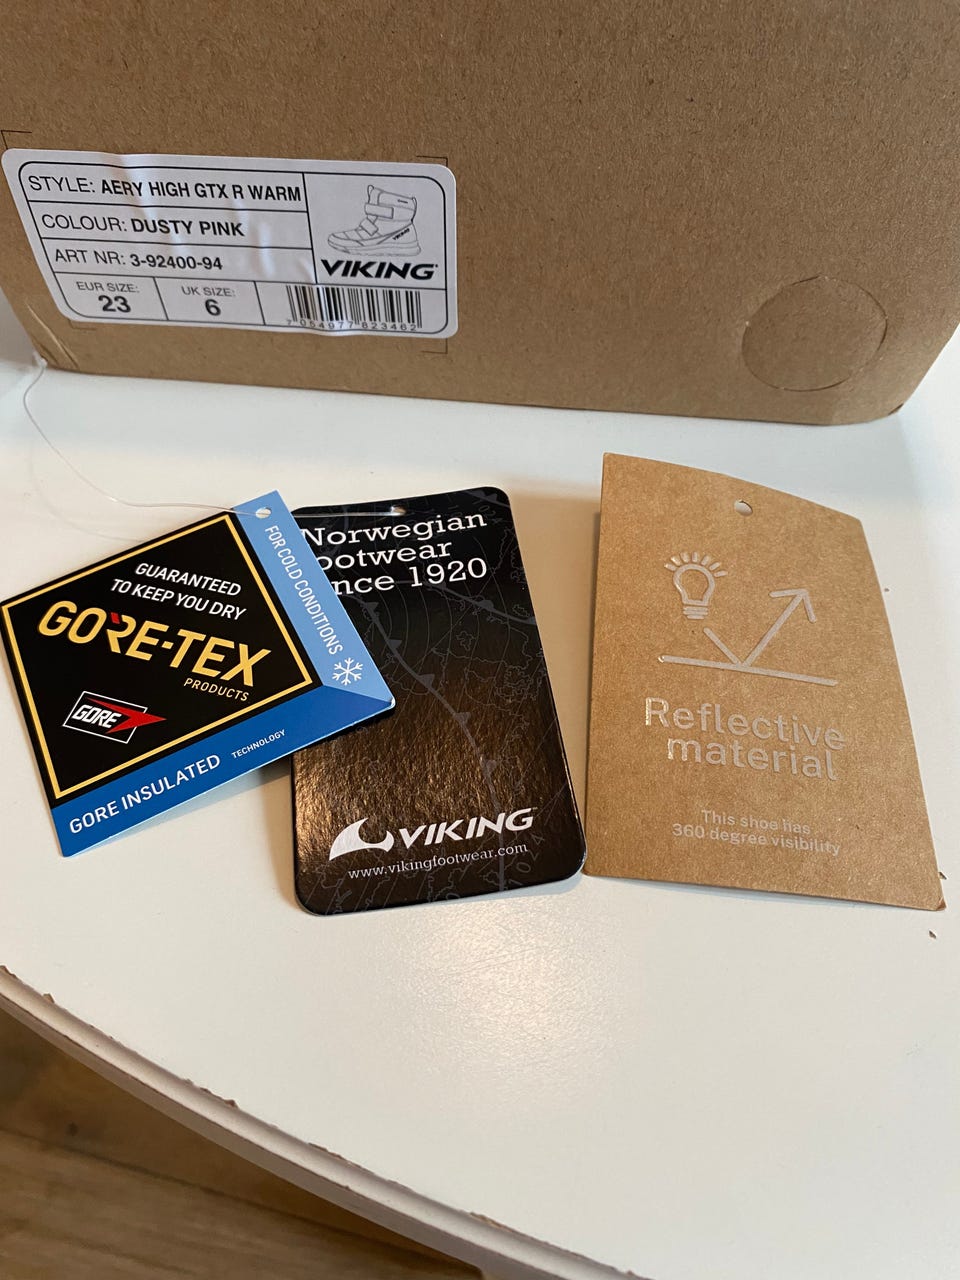 STYLE: AERY HIGH GTX R WARM
COLOUR: DUSTY PINK
ART NR: 3-92400-94
EUR SIZE:
23
UK SIZE:
6
VIKING
VIKING
7 054977 823462
GUARANTEED
TO KEEP YOU DRY
GORE-TEX
PRODUCTS
GORE
GORE INSULATED TECHNOLOGY
FOR COLD CONDITIONS
Norwegian
ootwear
nce 1920
VIKING
www.vikingfootwear.com
Reflective
material
This shoe has
360 degree visibility